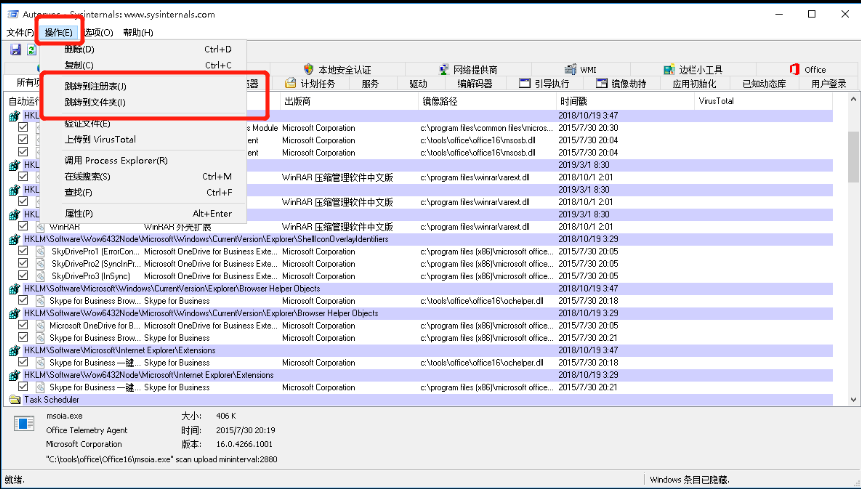 Autoruns - Sysinternals: www.sysinternals.com
文件(F) 操作(E) 选项(O) 帮助(H)
删除(D) Ctrl+D
复制(C) Ctrl+C
跳转到注册表(J)
跳转到文件夹(I)
验证文件(E)
上传到 VirusTotal
调用 Process Explorer(R)
在线搜索(S) Ctrl+M
查找(F) Ctrl+F
属性(P) Alt+Enter
本地安全认证 网络提供商 WMI 边栏小工具 Office
所有项 计划任务 服务 驱动 编解码器 引导执行 镜像劫持 应用初始化 已知动态库 用户登录
自动运行 出版商 镜像路径 时间戳 VirusTotal
HKL 2018/10/19 3:47
s Module Microsoft Corporation c:\program files\common files\micros... 2015/7/30 20:30
ent Microsoft Corporation c:\tools\office\office16\msosb.dll 2015/7/30 20:04
ent Microsoft Corporation c:\tools\office\office16\msosb.dll 2015/7/30 20:04
HKL 2019/3/1 8:30
WinRAR 压缩管理软件中文版 c:\program files\winrar\rarext.dll 2018/10/1 2:01
HKL 2019/3/1 8:30
WinRAR 压缩管理软件中文版 c:\program files\winrar\rarext.dll 2018/10/1 2:01
HKL 2019/3/1 8:30
WinRAR WinRAR 外壳扩展 WinRAR 压缩管理软件中文版 c:\program files\winrar\rarext.dll 2018/10/1 2:01
HKLM\Software\Wow6432Node\Microsoft\Windows\CurrentVersion\Explorer\ShellIconOverlayIdentifiers 2018/10/19 3:29
SkyDrivePro1 (ErrorCon... Microsoft OneDrive for Business Exte... Microsoft Corporation c:\program files (x86)\microsoft office... 2015/7/30 20:05
SkyDrivePro2 (SyncInPr... Microsoft OneDrive for Business Exte... Microsoft Corporation c:\program files (x86)\microsoft office... 2015/7/30 20:05
SkyDrivePro3 (InSync) Microsoft OneDrive for Business Exte... Microsoft Corporation c:\program files (x86)\microsoft office... 2015/7/30 20:05
HKLM\Software\Microsoft\Windows\CurrentVersion\Explorer\Browser Helper Objects 2018/10/19 3:47
Skype for Business Brow... Skype for Business Microsoft Corporation c:\tools\office\office16\ochelper.dll 2015/7/30 20:18
HKLM\Software\Wow6432Node\Microsoft\Windows\CurrentVersion\Explorer\Browser Helper Objects 2018/10/19 3:29
Microsoft OneDrive for B... Microsoft OneDrive for Business Exte... Microsoft Corporation c:\program files (x86)\microsoft office... 2015/7/30 20:05
Skype for Business Brow... Skype for Business Microsoft Corporation c:\program files (x86)\microsoft office... 2015/7/30 20:21
HKLM\Software\Microsoft\Internet Explorer\Extensions 2018/10/19 3:47
Skype for Business 一键... Skype for Business Microsoft Corporation c:\tools\office\office16\ochelper.dll 2015/7/30 20:18
HKLM\Software\Wow6432Node\Microsoft\Internet Explorer\Extensions 2018/10/19 3:29
Skype for Business 一键... Skype for Business Microsoft Corporation c:\program files (x86)\microsoft office... 2015/7/30 20:21
Task Scheduler
msoia.exe 大小: 406 K
Office Telemetry Agent 时间: 2015/7/30 20:19
Microsoft Corporation 版本: 16.0.4266.1001
"C:\tools\office\Office16\msoia.exe" scan upload mininterval:2880
就绪. Windows 条目已隐藏.